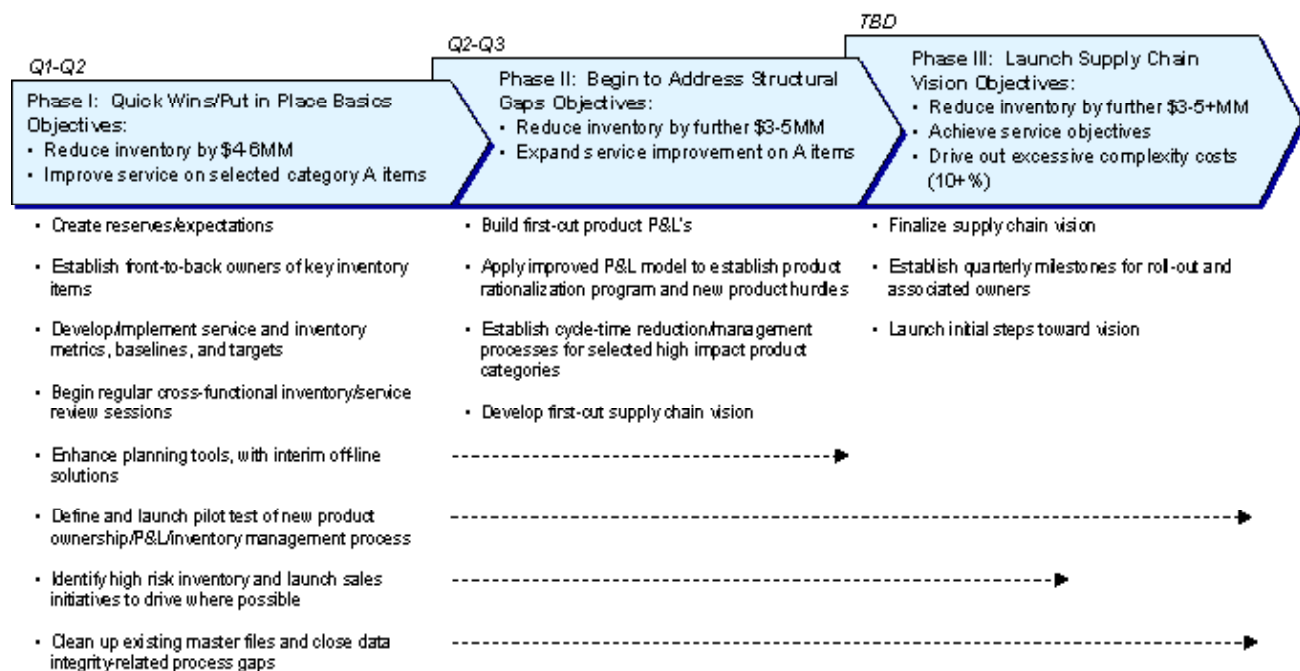 Q1-Q2
Phase I: Quick Wins/Put in Place Basics
Objectives:
• Reduce inventory by $4-6MM
• Improve service on selected category A items
• Create reserves/expectations
• Establish front-to-back owners of key inventory
items
• Develop/Implement service and inventory
metrics, baselines, and targets
• Begin regular cross-functional inventory/service
review sessions
• Enhance planning tools, with interim off-line
solutions
• Define and launch pilot test of new product
ownership/P&L/inventory management process
• Identify high risk inventory and launch sales
initiatives to drive where possible
• Clean up existing master files and close data
integrity-related process gaps
Q2-Q3
Phase II: Begin to Address Structural
Gaps Objectives:
• Reduce inventory by further $3-5MM
• Expand service improvement on A items
• Build first-cut product P&L's
• Apply improved P&L model to establish product
rationalization program and new product hurdles
• Establish cycle-time reduction/management
processes for selected high impact product
categories
• Develop first-cut supply chain vision
TBD
Phase III: Launch Supply Chain
Vision Objectives:
• Reduce inventory by further $3-5+MM
• Achieve service objectives
• Drive out excessive complexity costs
(10+%)
• Finalize supply chain vision
• Establish quarterly milestones for roll-out and
associated owners
• Launch initial steps toward vision